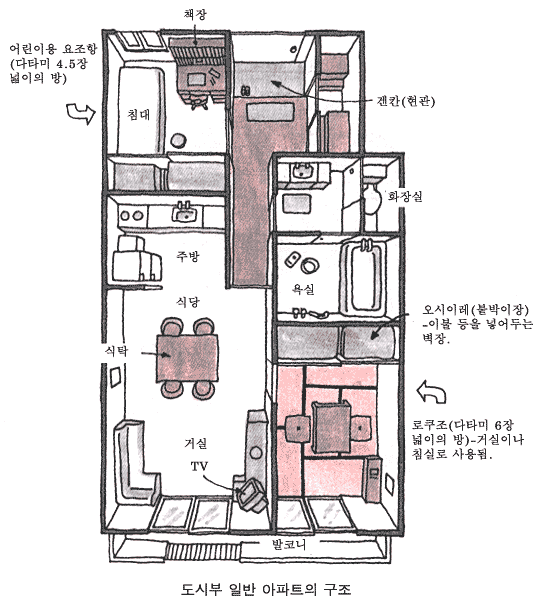 책장
어린이용 요조항
(다타미 4.5장
넓이의 방)
침대
겐칸(현관)
화장실
주방
욕실
식당
오시이레(붙박이장)
-이불 등을 넣어두는
벽장.
식탁
로쿠조(다타미 6장
넓이의 방)-거실이나
침실로 사용됨.
거실
TV
발코니
도시부 일반 아파트의 구조